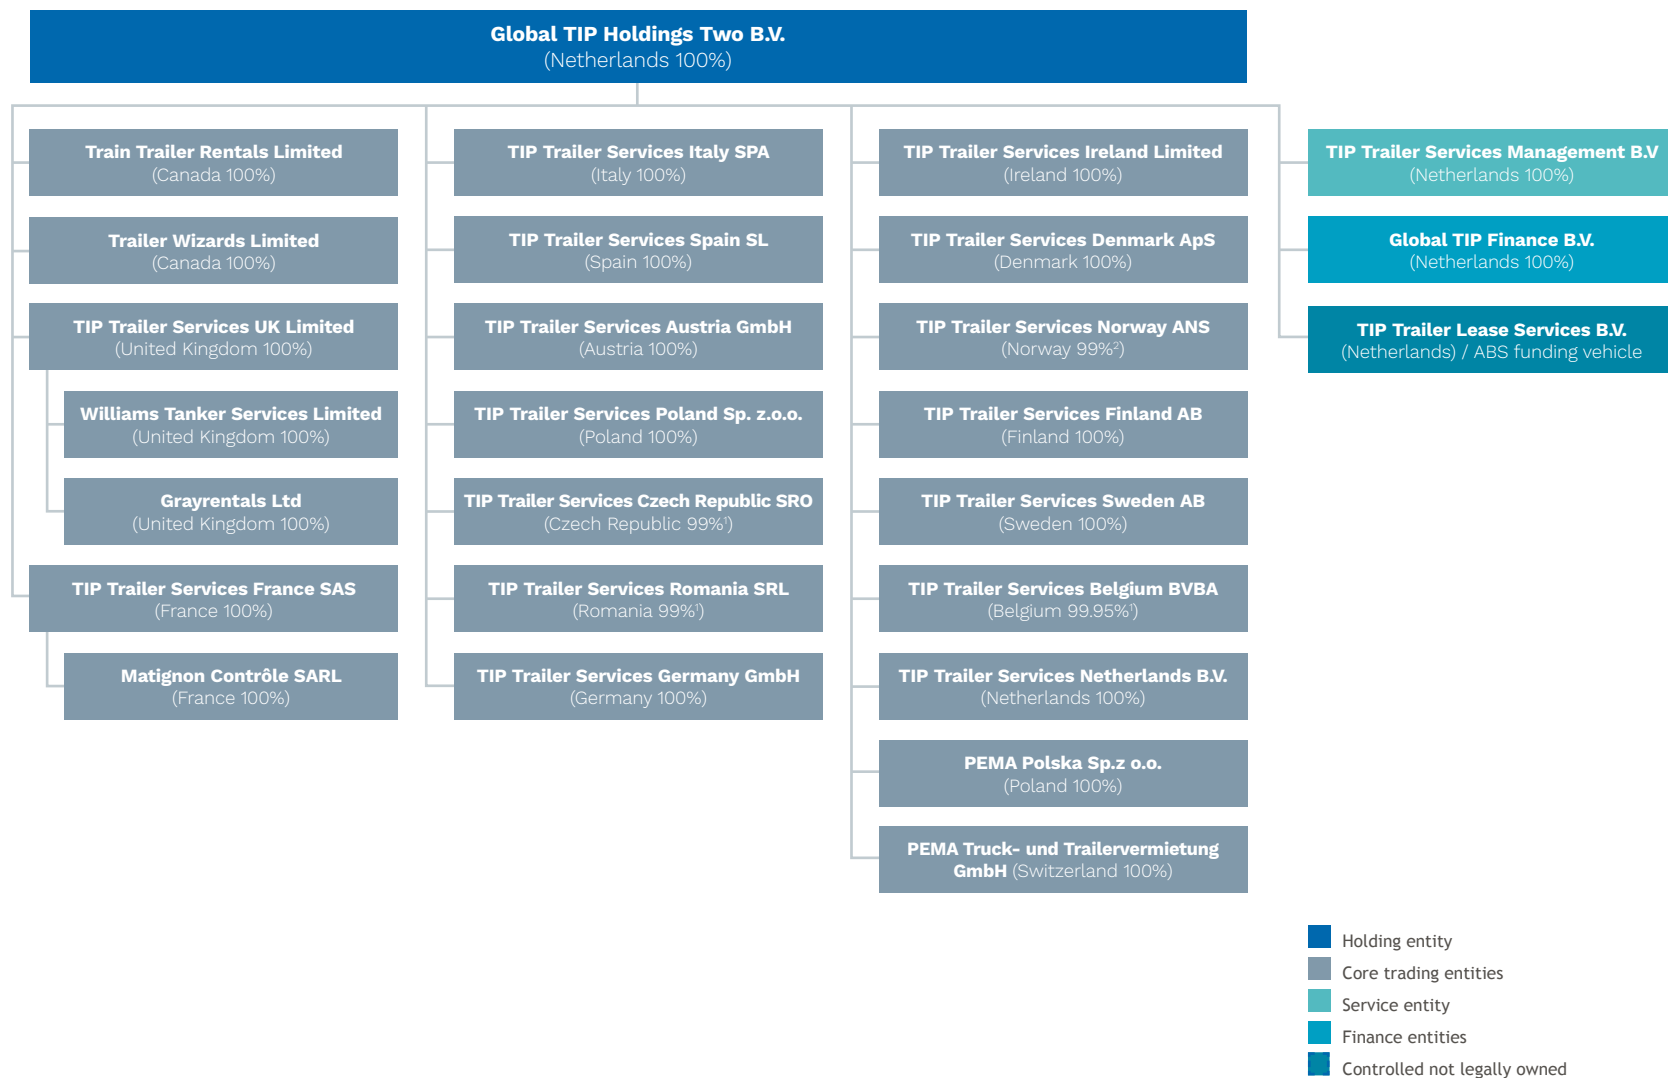 Global TIP Holdings Two B.V.
(Netherlands 100%)
Train Trailer Rentals Limited
(Canada 100%)
Trailer Wizards Limited
(Canada 100%)
TIP Trailer Services UK Limited
(United Kingdom 100%)
Williams Tanker Services Limited
(United Kingdom 100%)
Grayrentals Ltd
(United Kingdom 100%)
TIP Trailer Services France SAS
(France 100%)
Matignon Contrôle SARL
(France 100%)
TIP Trailer Services Italy SPA
(Italy 100%)
TIP Trailer Services Spain SL
(Spain 100%)
TIP Trailer Services Austria GmbH
(Austria 100%)
TIP Trailer Services Poland Sp. z.o.o.
(Poland 100%)
TIP Trailer Services Czech Republic SRO
(Czech Republic 99%¹)
TIP Trailer Services Romania SRL
(Romania 99%¹)
TIP Trailer Services Germany GmbH
(Germany 100%)
TIP Trailer Services Ireland Limited
(Ireland 100%)
TIP Trailer Services Denmark ApS
(Denmark 100%)
TIP Trailer Services Norway ANS
(Norway 99%²)
TIP Trailer Services Finland AB
(Finland 100%)
TIP Trailer Services Sweden AB
(Sweden 100%)
TIP Trailer Services Belgium BVBA
(Belgium 99.95%¹)
TIP Trailer Services Netherlands B.V.
(Netherlands 100%)
PEMA Polska Sp.z o.o.
(Poland 100%)
PEMA Truck- und Trailervermietung
GmbH (Switzerland 100%)
TIP Trailer Services Management B.V
(Netherlands 100%)
Global TIP Finance B.V.
(Netherlands 100%)
TIP Trailer Lease Services B.V.
(Netherlands) / ABS funding vehicle
Holding entity
Core trading entities
Service entity
Finance entities
Controlled not legally owned